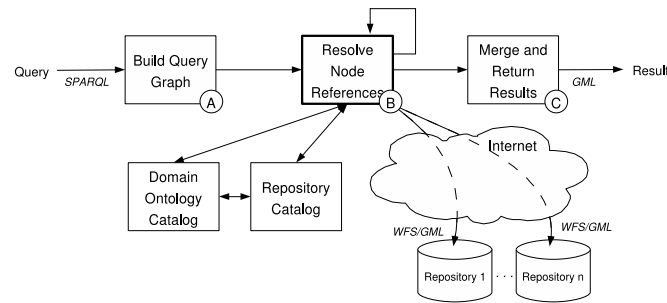 Query
SPARQL
Build Query
Graph
A
Resolve
Node
References
B
Merge and
Return
Results
C
GML
Result
Internet
Domain
Ontology
Catalog
Repository
Catalog
WFS/GML
WFS/GML
Repository 1
. . .
Repository n